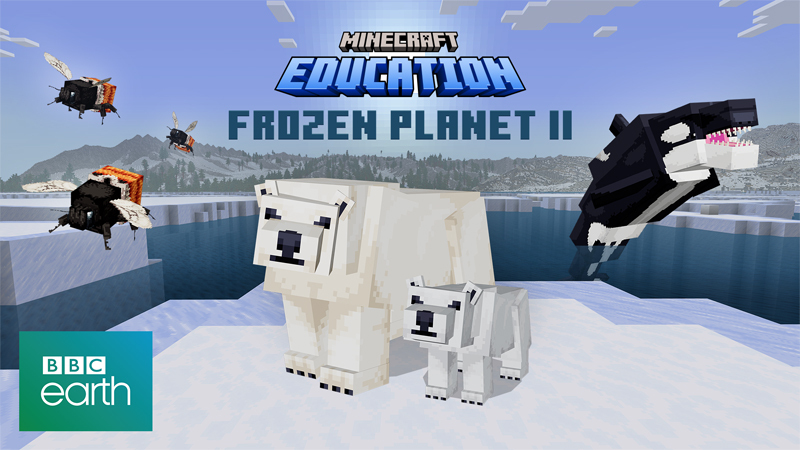 MINECRAFT
EDUCATION
FROZEN PLANET II
BBC
earth